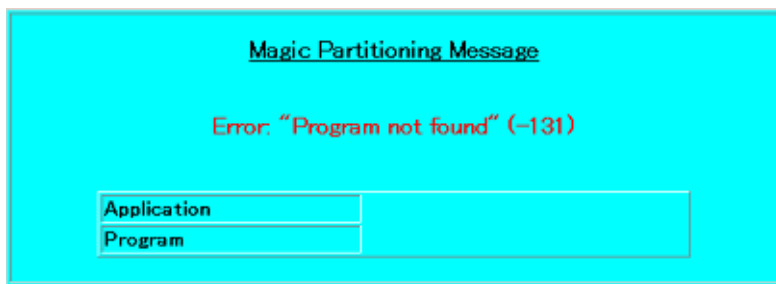 Magic Partitioning Message
Error: "Program not found" (-131)
Application
Program